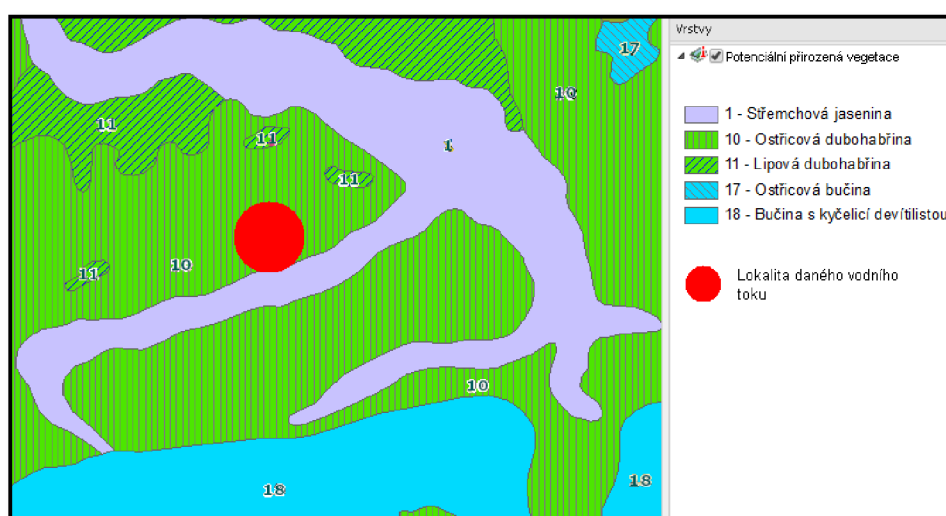 Vrstvy
Potenciální přirozená vegetace
1 - Střemchová jasenina
10 - Ostřicová dubohabřina
11 - Lipová dubohabřina
17 - Ostřicová bučina
18 - Bučina s kyčelicí devítilistou
Lokalita daného vodního
toku
17
10
11
11
1
11
10
11
10
18
18